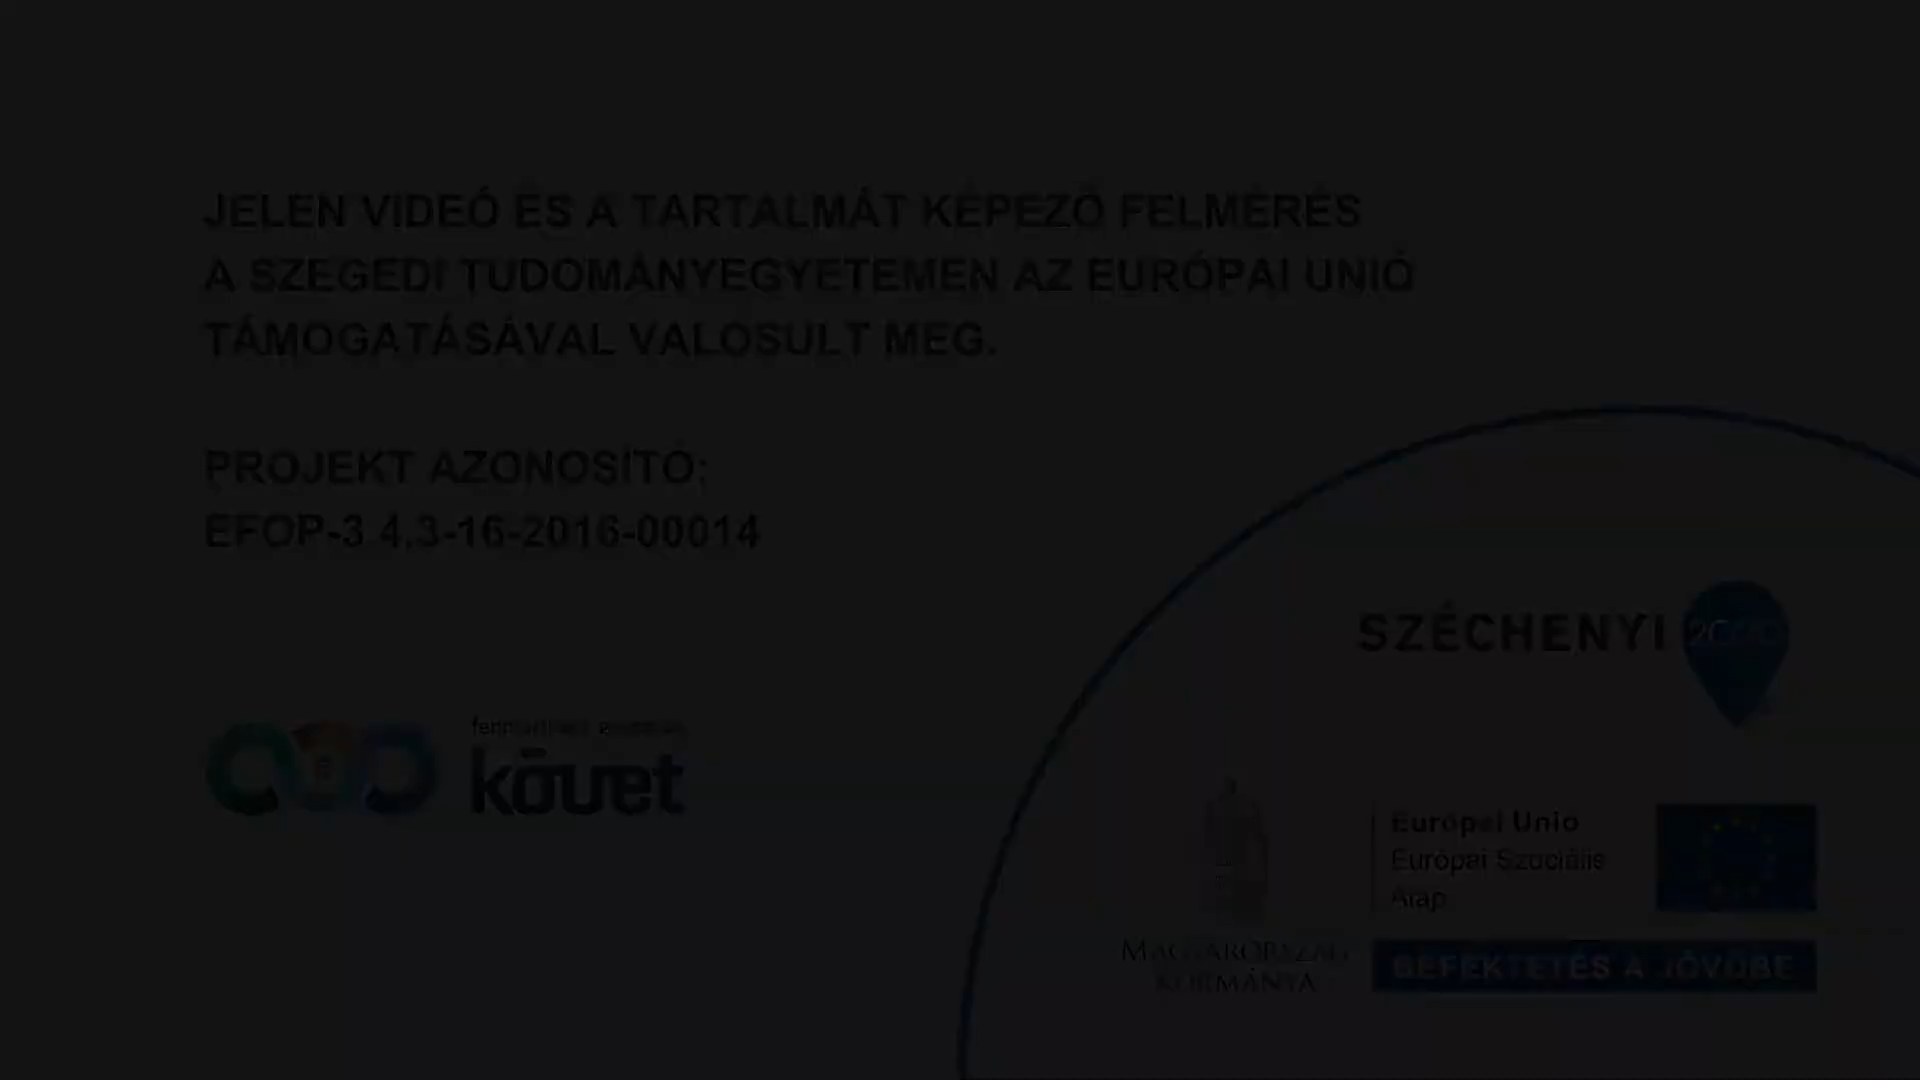 JELEN VIDEÓ ÉS A TARTALMÁT KÉPEZŐ FELMÉRÉS
A SZEGEDI TUDOMÁNYEGYETEMEN AZ EURÓPAI UNIÓ
TÁMOGATÁSÁVAL VALÓSULT MEG.
PROJEKT AZONOSÍTÓ:
EFOP-3.4.3-16-2016-00014
SZÉCHENYI 2020
követ
Európai Unió
Európai Szociális
Alap
MAGYARORSZÁG
KORMÁNYA
BEFEKTETÉS A JÖVŐBE